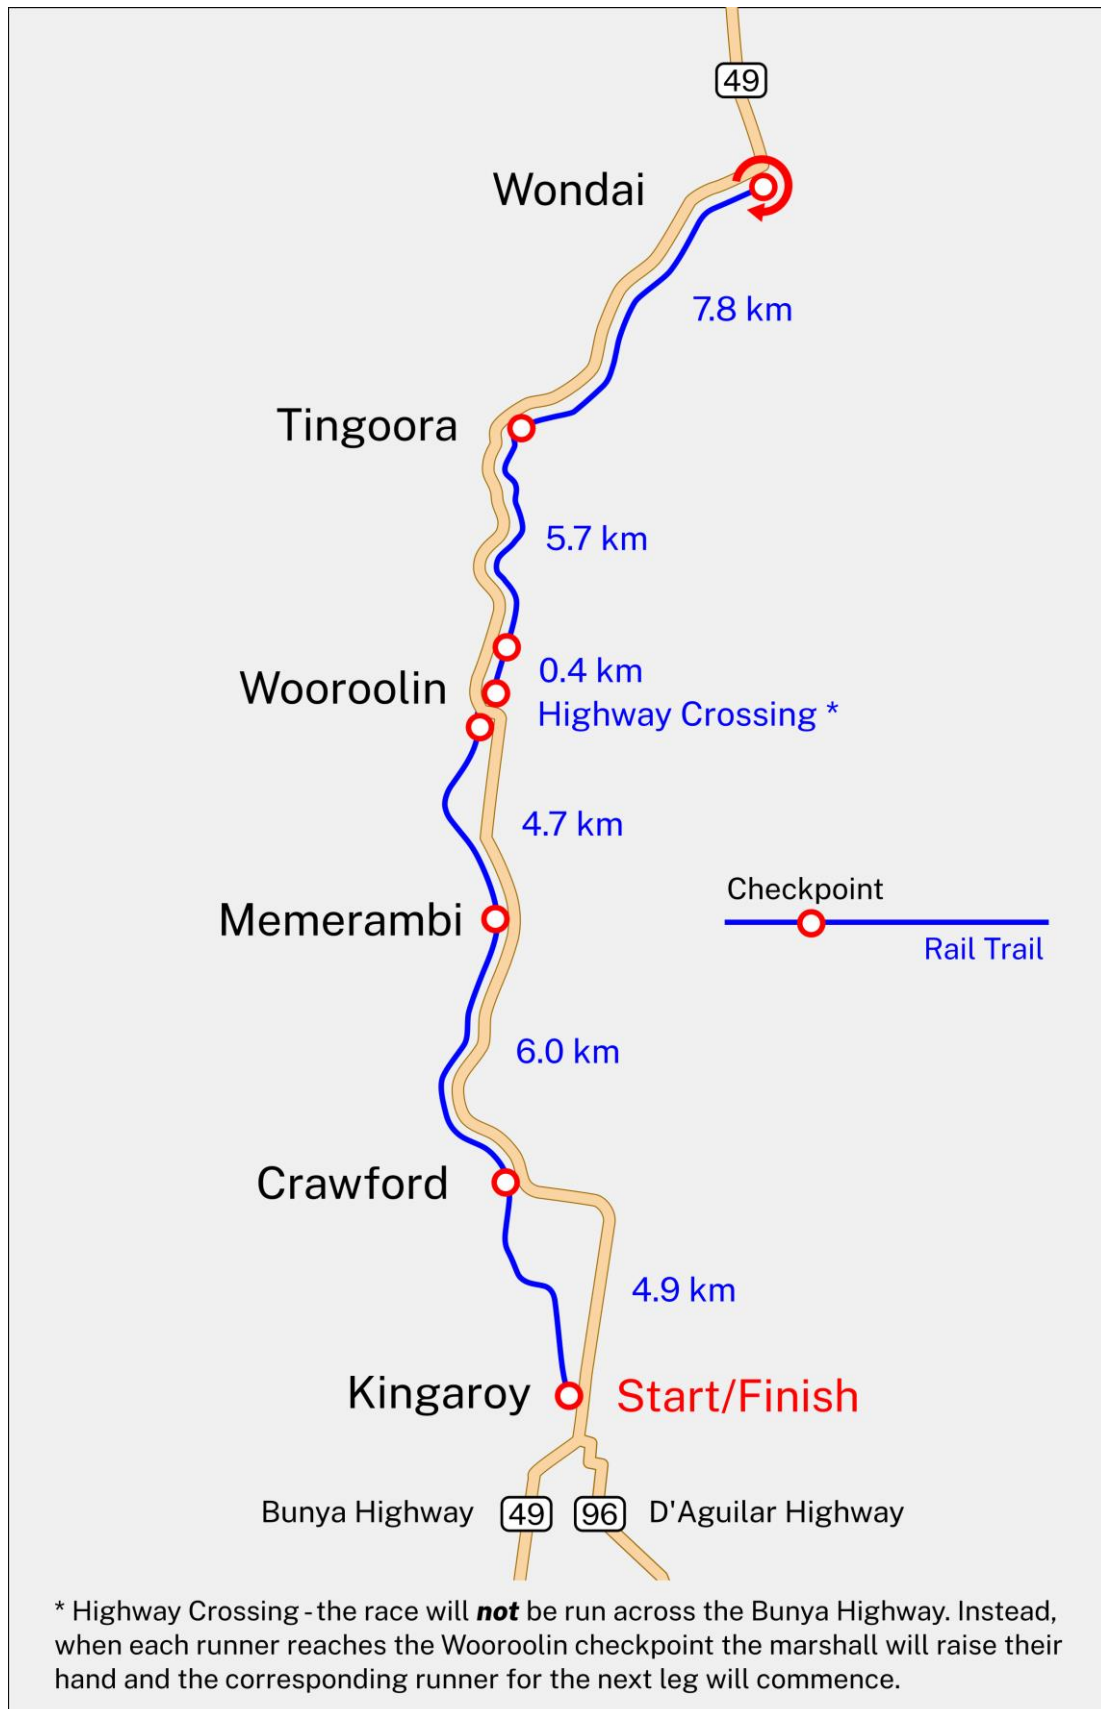 49
Wondai
7.8 km
Tingoora
5.7 km
0.4 km
Wooroolin
Highway Crossing *
4.7 km
Checkpoint
Memerambi
Rail Trail
6.0 km
Crawford
4.9 km
Kingaroy
Start/Finish
Bunya Highway 49 96 D'Aguilar Highway
* Highway Crossing - the race will not be run across the Bunya Highway. Instead,
when each runner reaches the Wooroolin checkpoint the marshall will raise their
hand and the corresponding runner for the next leg will commence.